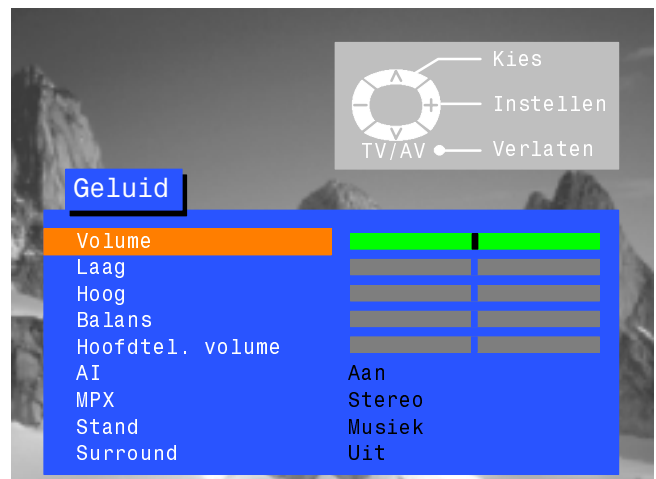 Kies
Instellen
TV/AV Verlaten
Geluid
Volume
Laag
Hoog
Balans
Hoofdtel. volume
AI Aan
MPX Stereo
Stand Musiek
Surround Uit